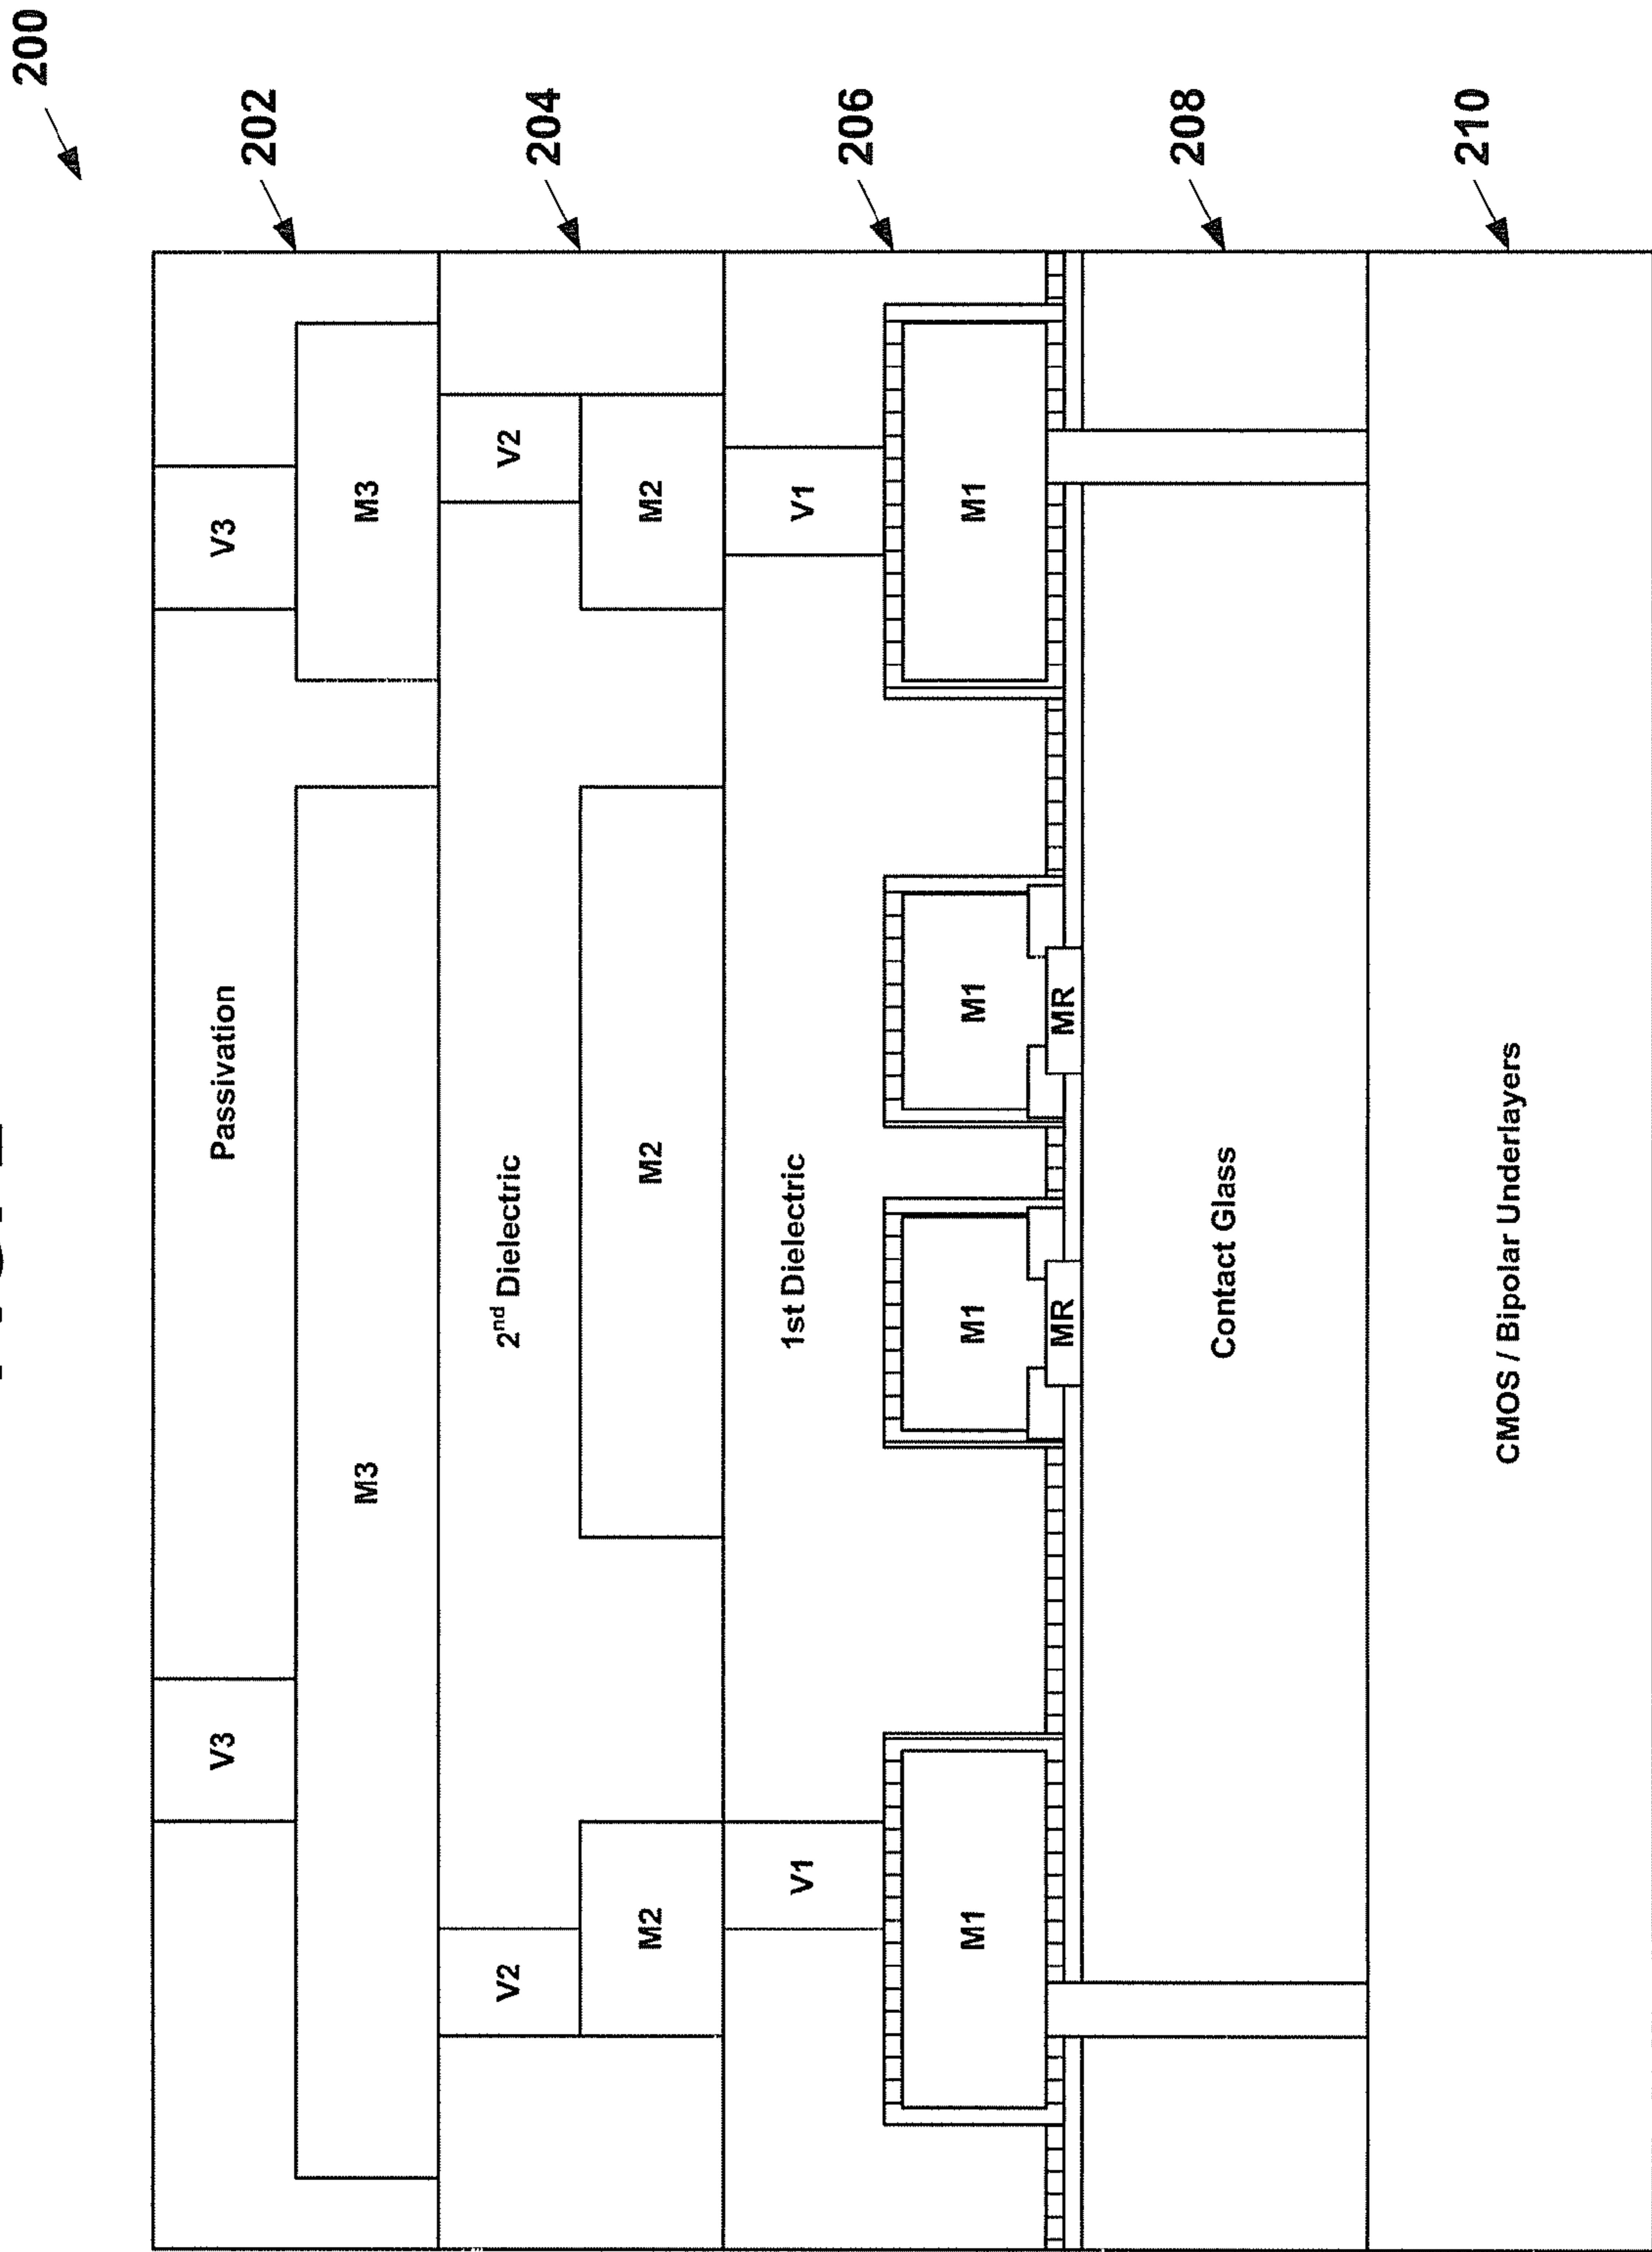 200
V3
Passivation
V3
202
M3
M3
V2
2nd Dielectric
V2
204
M2
M2
M2
V1
1st Dielectric
V1
206
M1
M1
M1
M1
MR
MR
Contact Glass
208
CMOS / Bipolar Underlayers
210